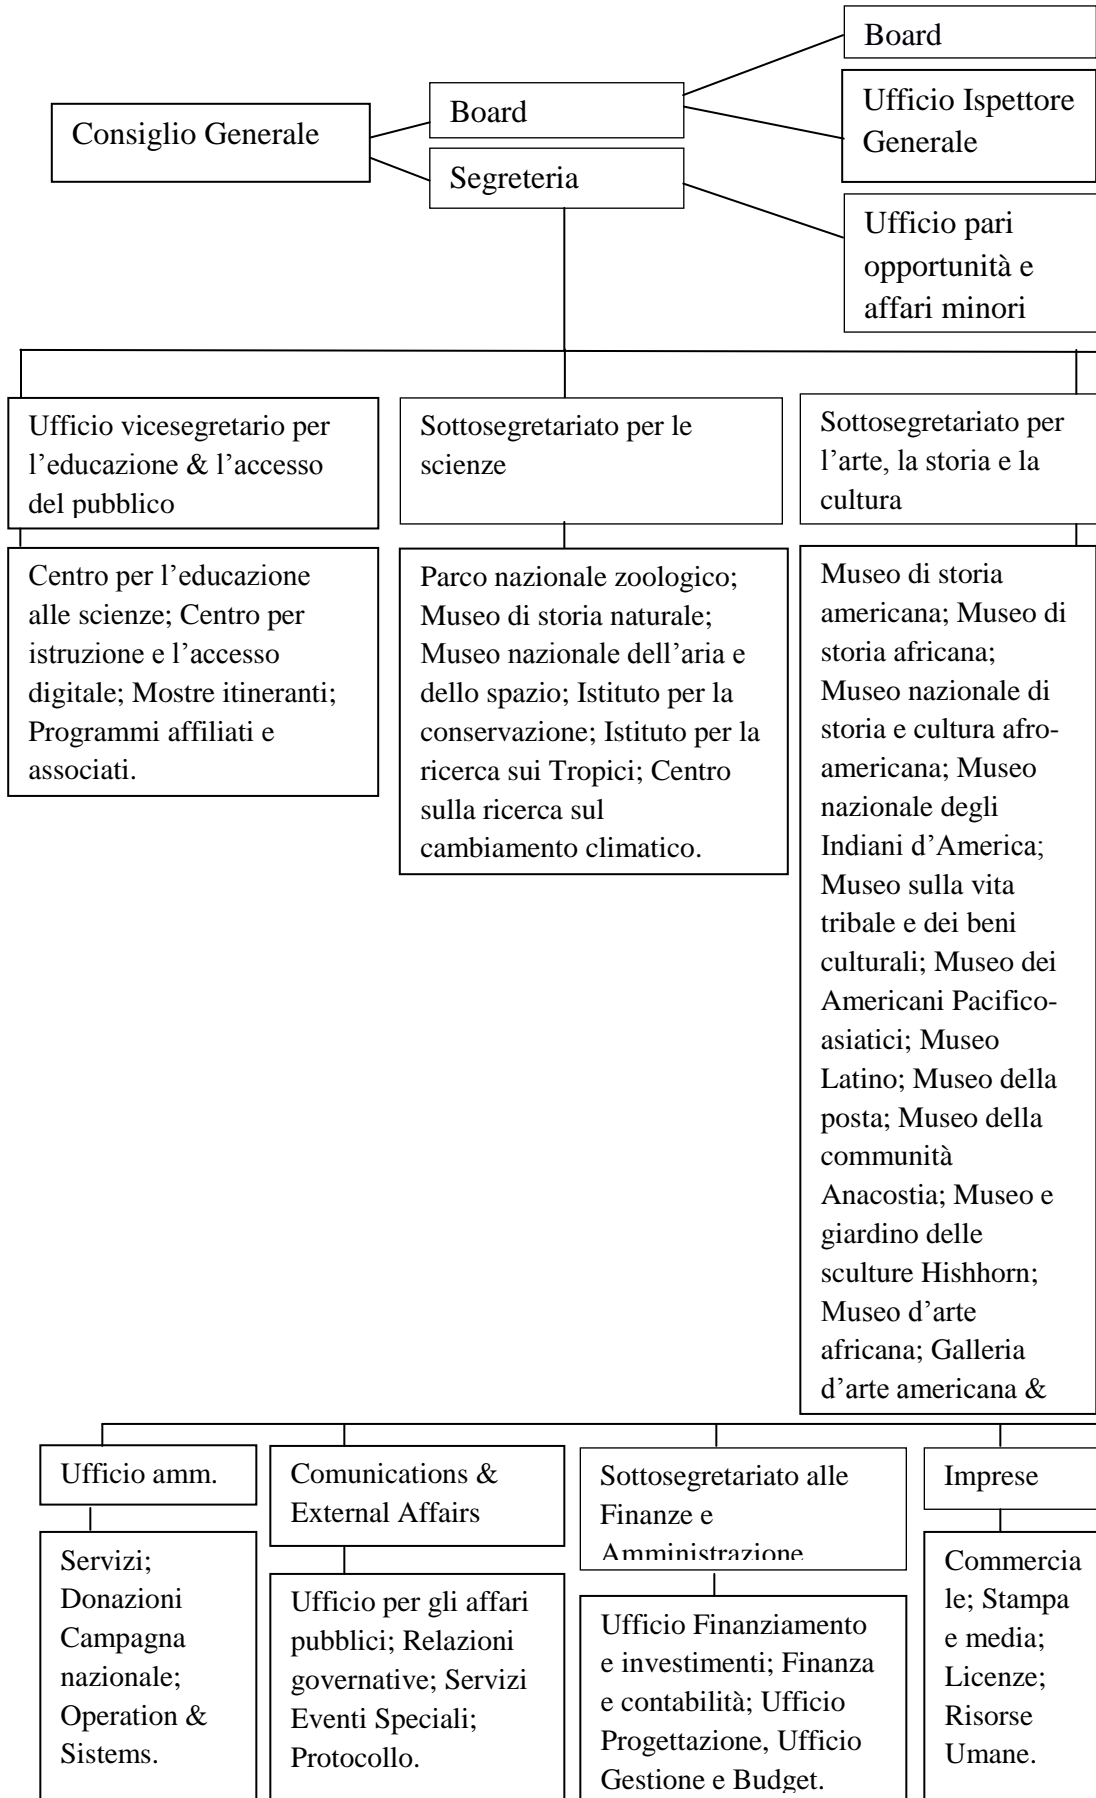 Board
Ufficio Ispettore
Generale
Board
Consiglio Generale
Segreteria
Ufficio pari
opportunità e
affari minori
Ufficio vicesegretario per
l’educazione & l’accesso
del pubblico
Sottosegretariato per le
scienze
Sottosegretariato per
l’arte, la storia e la
cultura
Centro per l’educazione
alle scienze; Centro per
istruzione e l’accesso
digitale; Mostre itineranti;
Programmi affiliati e
associati.
Parco nazionale zoologico;
Museo di storia naturale;
Museo nazionale dell’aria e
dello spazio; Istituto per la
conservazione; Istituto per la
ricerca sui Tropici; Centro
sulla ricerca sul
cambiamento climatico.
Museo di storia
americana; Museo di
storia africana;
Museo nazionale di
storia e cultura afro-
americana; Museo
nazionale degli
Indiani d’America;
Museo sulla vita
tribale e dei beni
culturali; Museo dei
Americani Pacifico-
asiatici; Museo
Latino; Museo della
posta; Museo della
communità
Anacostia; Museo e
giardino delle
sculture Hishhorn;
Museo d’arte
africana; Galleria
d’arte americana &
Ufficio amm.
Comunications &
External Affairs
Sottosegretariato alle
Finanze e
Amministrazione
Imprese
Servizi;
Donazioni
Campagna
nazionale;
Operation &
Sistems.
Ufficio per gli affari
pubblici; Relazioni
governative; Servizi
Eventi Speciali;
Protocollo.
Ufficio Finanziamento
e investimenti; Finanza
e contabilità; Ufficio
Progettazione, Ufficio
Gestione e Budget.
Commercia
le; Stampa
e media;
Licenze;
Risorse
Umane.